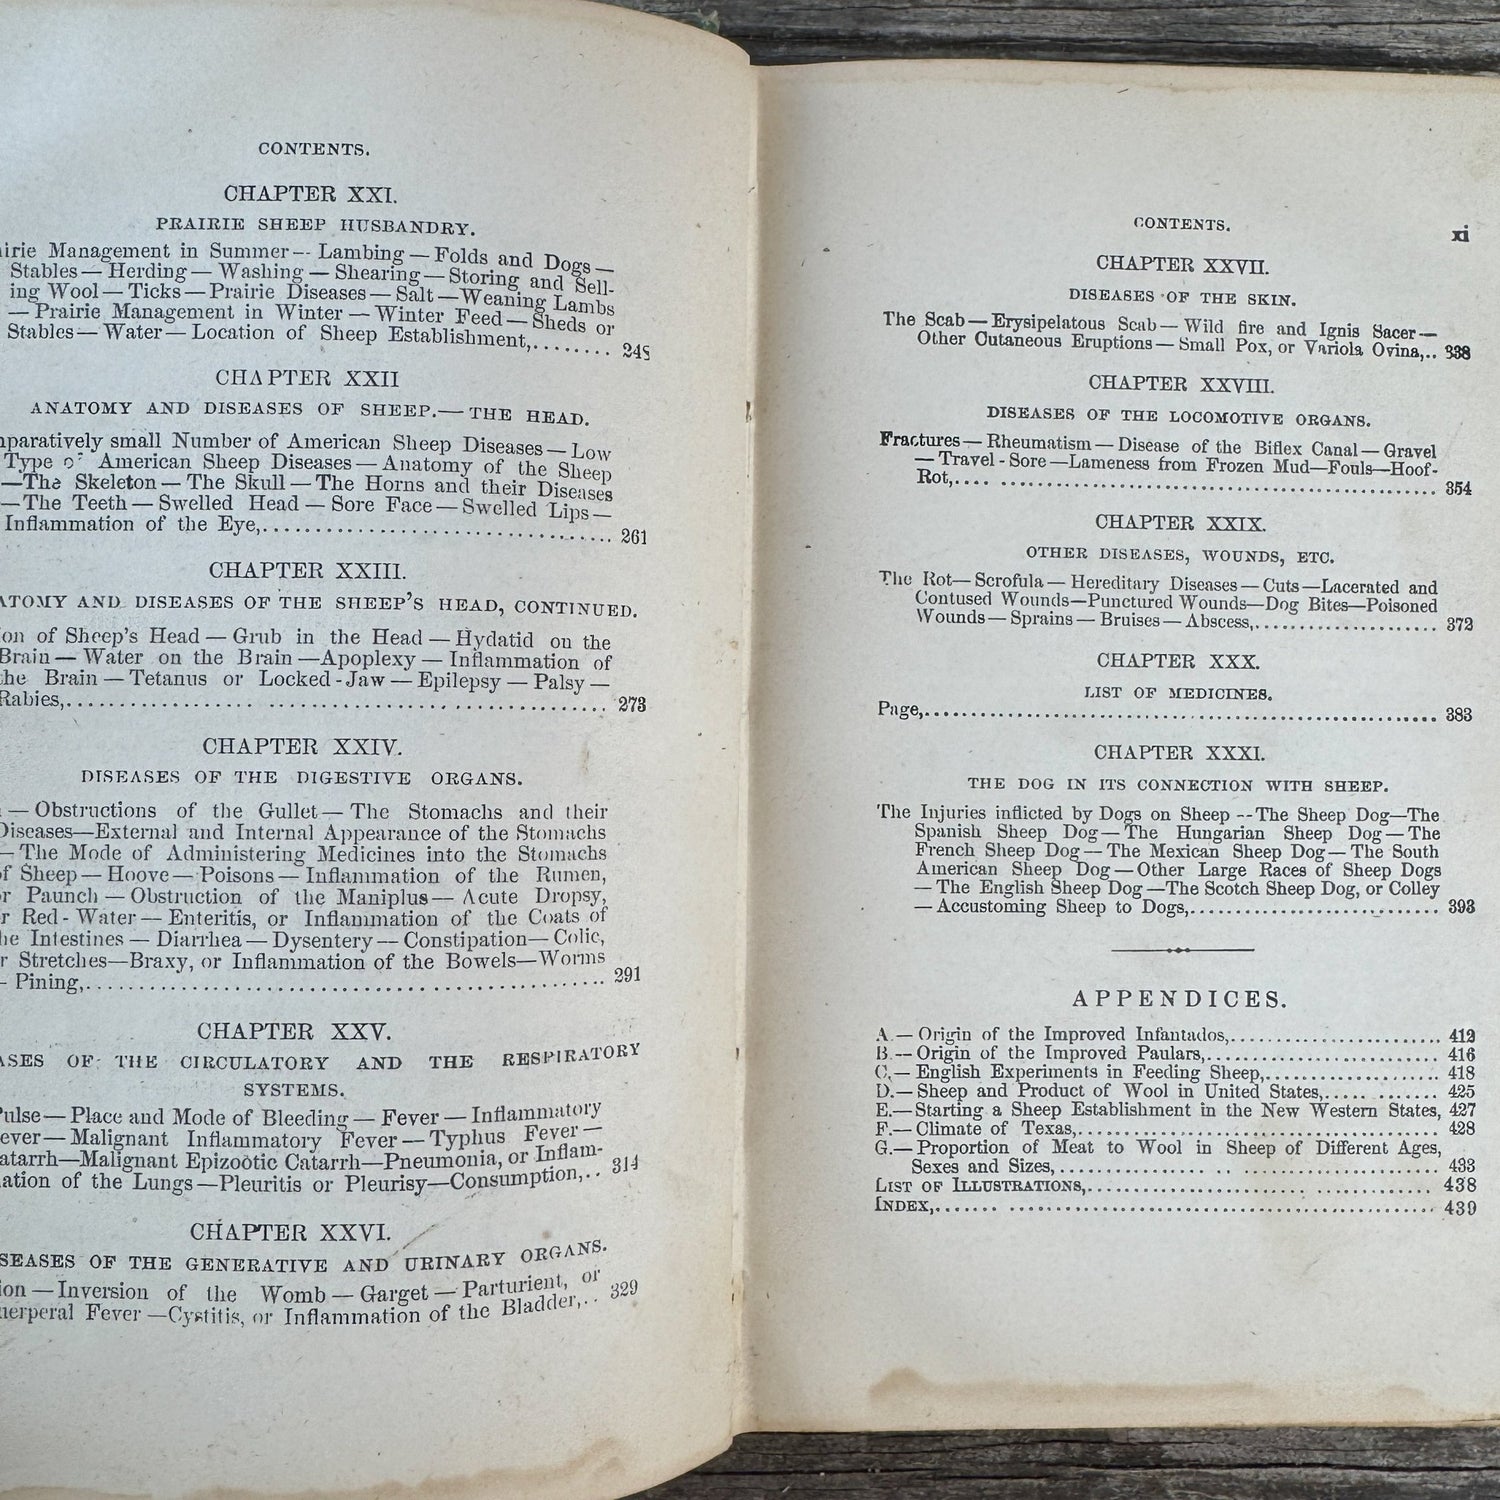 CONTENTS.
CHAPTER XXI.
PRAIRIE SHEEP HUSBANDRY.
irie Management in Summer -- Lambing — Folds and Dogs —
Stables — Herding — Washing — Shearing — Storing and Sell-
ing Wool — Ticks — Prairie Diseases — Salt — Weaning Lambs
— Prairie Management in Winter — Winter Feed — Sheds or
Stables — Water — Location of Sheep Establishment,........ 248
CHAPTER XXII
ANATOMY AND DISEASES OF SHEEP.— THE HEAD.
paratively small Number of American Sheep Diseases — Low
Type of American Sheep Diseases — Anatomy of the Sheep
—The Skeleton — The Skull — The Horns and their Diseases
—The Teeth — Swelled Head — Sore Face — Swelled Lips —
Inflammation of the Eye,.................................. 261
CHAPTER XXIII.
ATOMY AND DISEASES OF THE SHEEP'S HEAD, CONTINUED.
ion of Sheep's Head — Grub in the Head — Hydatid on the
Brain — Water on the Brain — Apoplexy — Inflammation of
the Brain — Tetanus or Locked-Jaw — Epilepsy — Palsy —
Rabies,.................................................. 273
CHAPTER XXIV.
DISEASES OF THE DIGESTIVE ORGANS.
— Obstructions of the Gullet — The Stomachs and their
Diseases—External and Internal Appearance of the Stomachs
—The Mode of Administering Medicines into the Stomachs
of Sheep — Hoove — Poisons — Inflammation of the Rumen,
or Paunch — Obstruction of the Maniplus — Acute Dropsy,
r Red-Water — Enteritis, or Inflammation of the Coats of
he Intestines — Diarrhea — Dysentery — Constipation — Colic,
r Stretches—Braxy, or Inflammation of the Bowels—Worms
- Pining,................................................ 291
CHAPTER XXV.
ASES OF THE CIRCULATORY AND THE RESPIRATORY
SYSTEMS.
Pulse — Place and Mode of Bleeding — Fever — Inflammatory
ever — Malignant Inflammatory Fever — Typhus Fever —
atarrh—Malignant Epizoötic Catarrh—Pneumonia, or Inflam-
ation of the Lungs — Pleuritis or Pleurisy—Consumption,.. 314
CHAPTER XXVI.
SEASES OF THE GENERATIVE AND URINARY ORGANS.
ion — Inversion of the Womb — Garget — Parturient, or
uerperal Fever — Cystitis, or Inflammation of the Bladder,.. 329
CONTENTS. xi
CHAPTER XXVII.
DISEASES OF THE SKIN.
The Scab — Erysipelatous Scab — Wild fire and Ignis Sacer —
Other Cutaneous Eruptions — Small Pox, or Variola Ovina,.. 338
CHAPTER XXVIII.
DISEASES OF THE LOCOMOTIVE ORGANS.
Fractures — Rheumatism — Disease of the Biflex Canal — Gravel
— Travel-Sore — Lameness from Frozen Mud—Fouls—Hoof-
Rot,.................................................... 354
CHAPTER XXIX.
OTHER DISEASES, WOUNDS, ETC.
The Rot — Scrofula — Hereditary Diseases — Cuts — Lacerated and
Contused Wounds—Punctured Wounds—Dog Bites—Poisoned
Wounds — Sprains — Bruises — Abscess,.................... 372
CHAPTER XXX.
LIST OF MEDICINES.
Page,.................................................... 383
CHAPTER XXXI.
THE DOG IN ITS CONNECTION WITH SHEEP.
The Injuries inflicted by Dogs on Sheep -- The Sheep Dog—The
Spanish Sheep Dog — The Hungarian Sheep Dog — The
French Sheep Dog — The Mexican Sheep Dog — The South
American Sheep Dog — Other Large Races of Sheep Dogs
— The English Sheep Dog —The Scotch Sheep Dog, or Colley
— Accustoming Sheep to Dogs,............................ 393
APPENDICES.
A.— Origin of the Improved Infantados,...................... 412
B.— Origin of the Improved Paulars,........................ 416
C.— English Experiments in Feeding Sheep,.................. 418
D.— Sheep and Product of Wool in United States,............ 425
E.— Starting a Sheep Establishment in the New Western States, 427
F.— Climate of Texas,...................................... 428
G.— Proportion of Meat to Wool in Sheep of Different Ages,
Sexes and Sizes,........................................ 433
LIST OF ILLUSTRATIONS,.................................... 438
INDEX,.................................................... 439